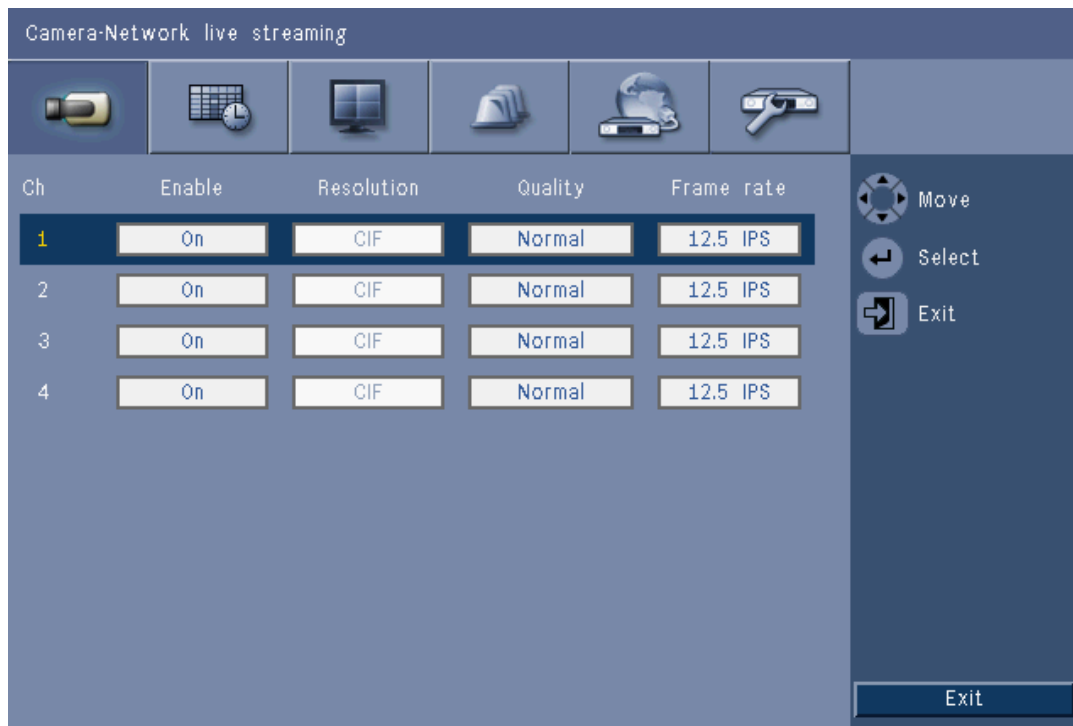 Camera-Network live streaming
Ch Enable Resolution Quality Frame rate
1 On CIF Normal 12.5 IPS
2 On CIF Normal 12.5 IPS
3 On CIF Normal 12.5 IPS
4 On CIF Normal 12.5 IPS
Move
Select
Exit
Exit